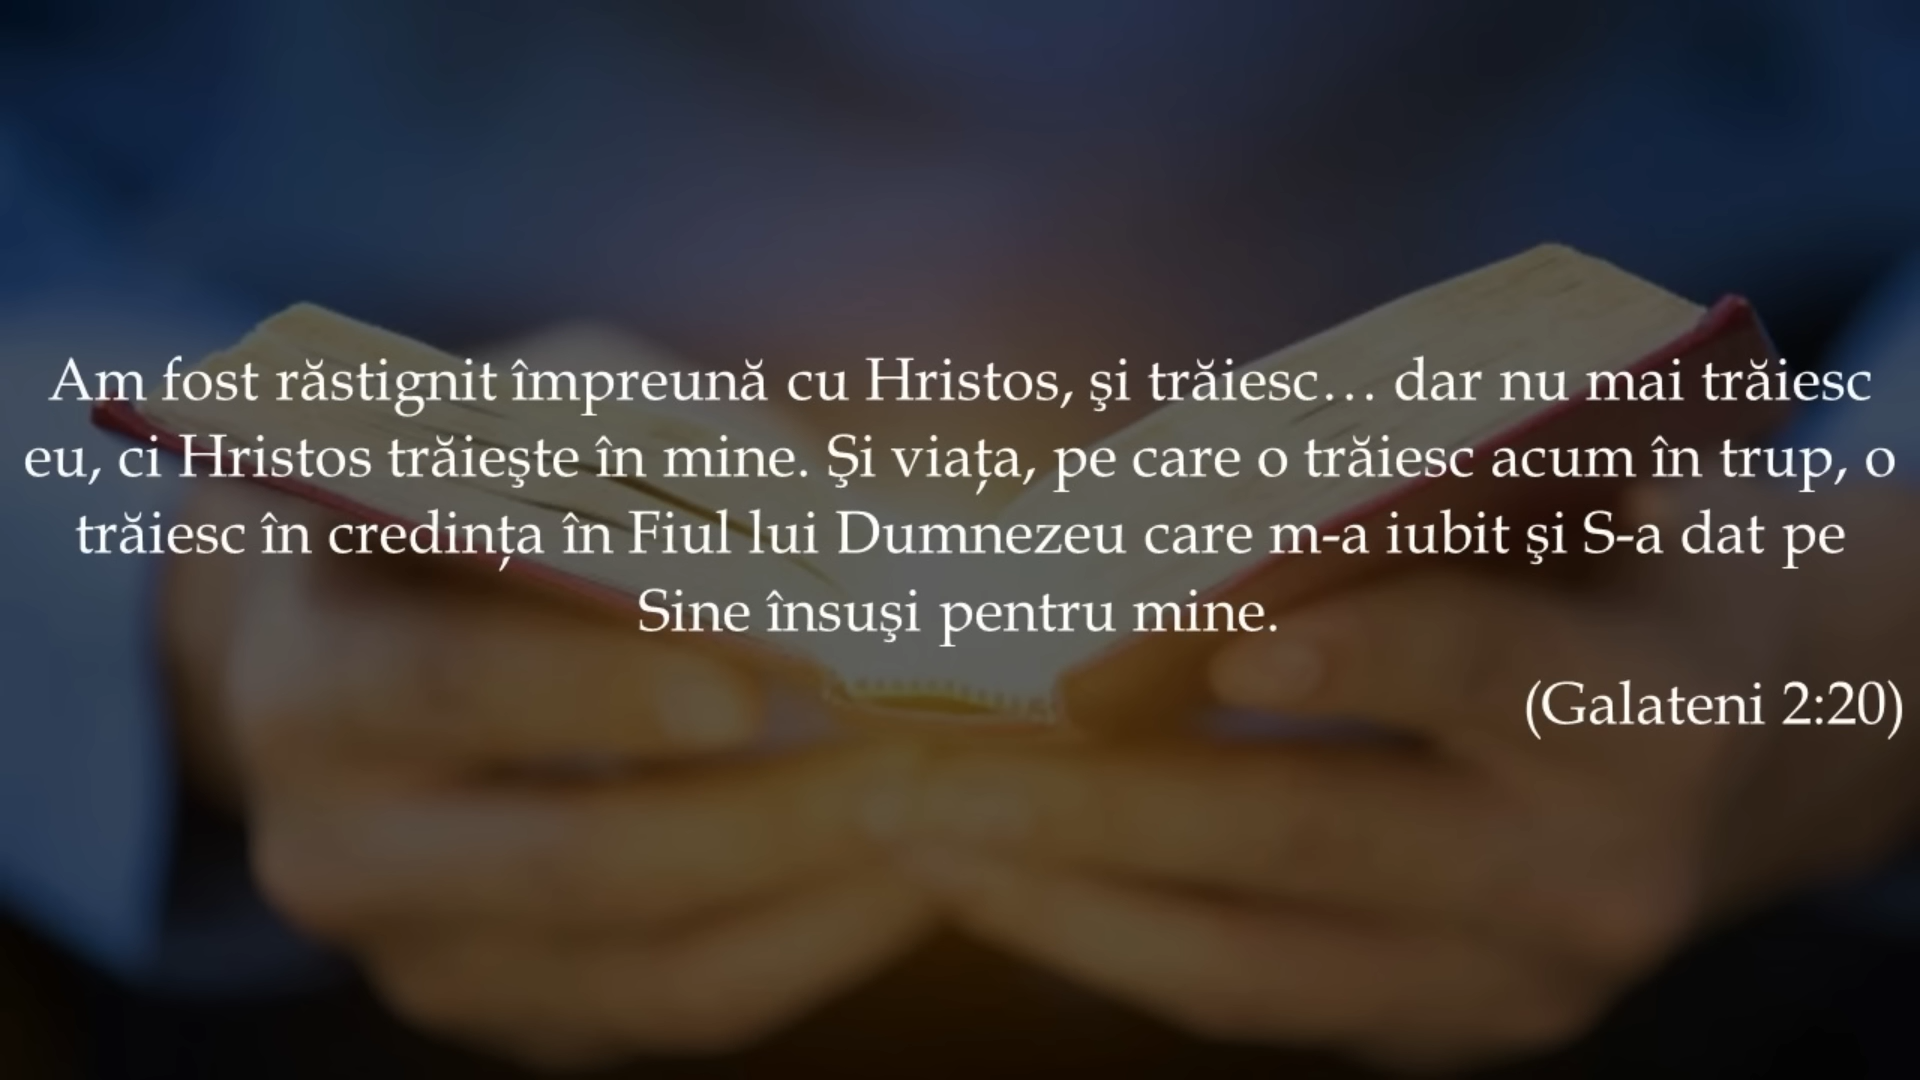 Am fost răstignit împreună cu Hristos, şi trăiesc… dar nu mai trăiesc
eu, ci Hristos trăieşte în mine. Şi viața, pe care o trăiesc acum în trup, o
trăiesc în credința în Fiul lui Dumnezeu care m-a iubit şi S-a dat pe
Sine însuşi pentru mine.
(Galateni 2:20)